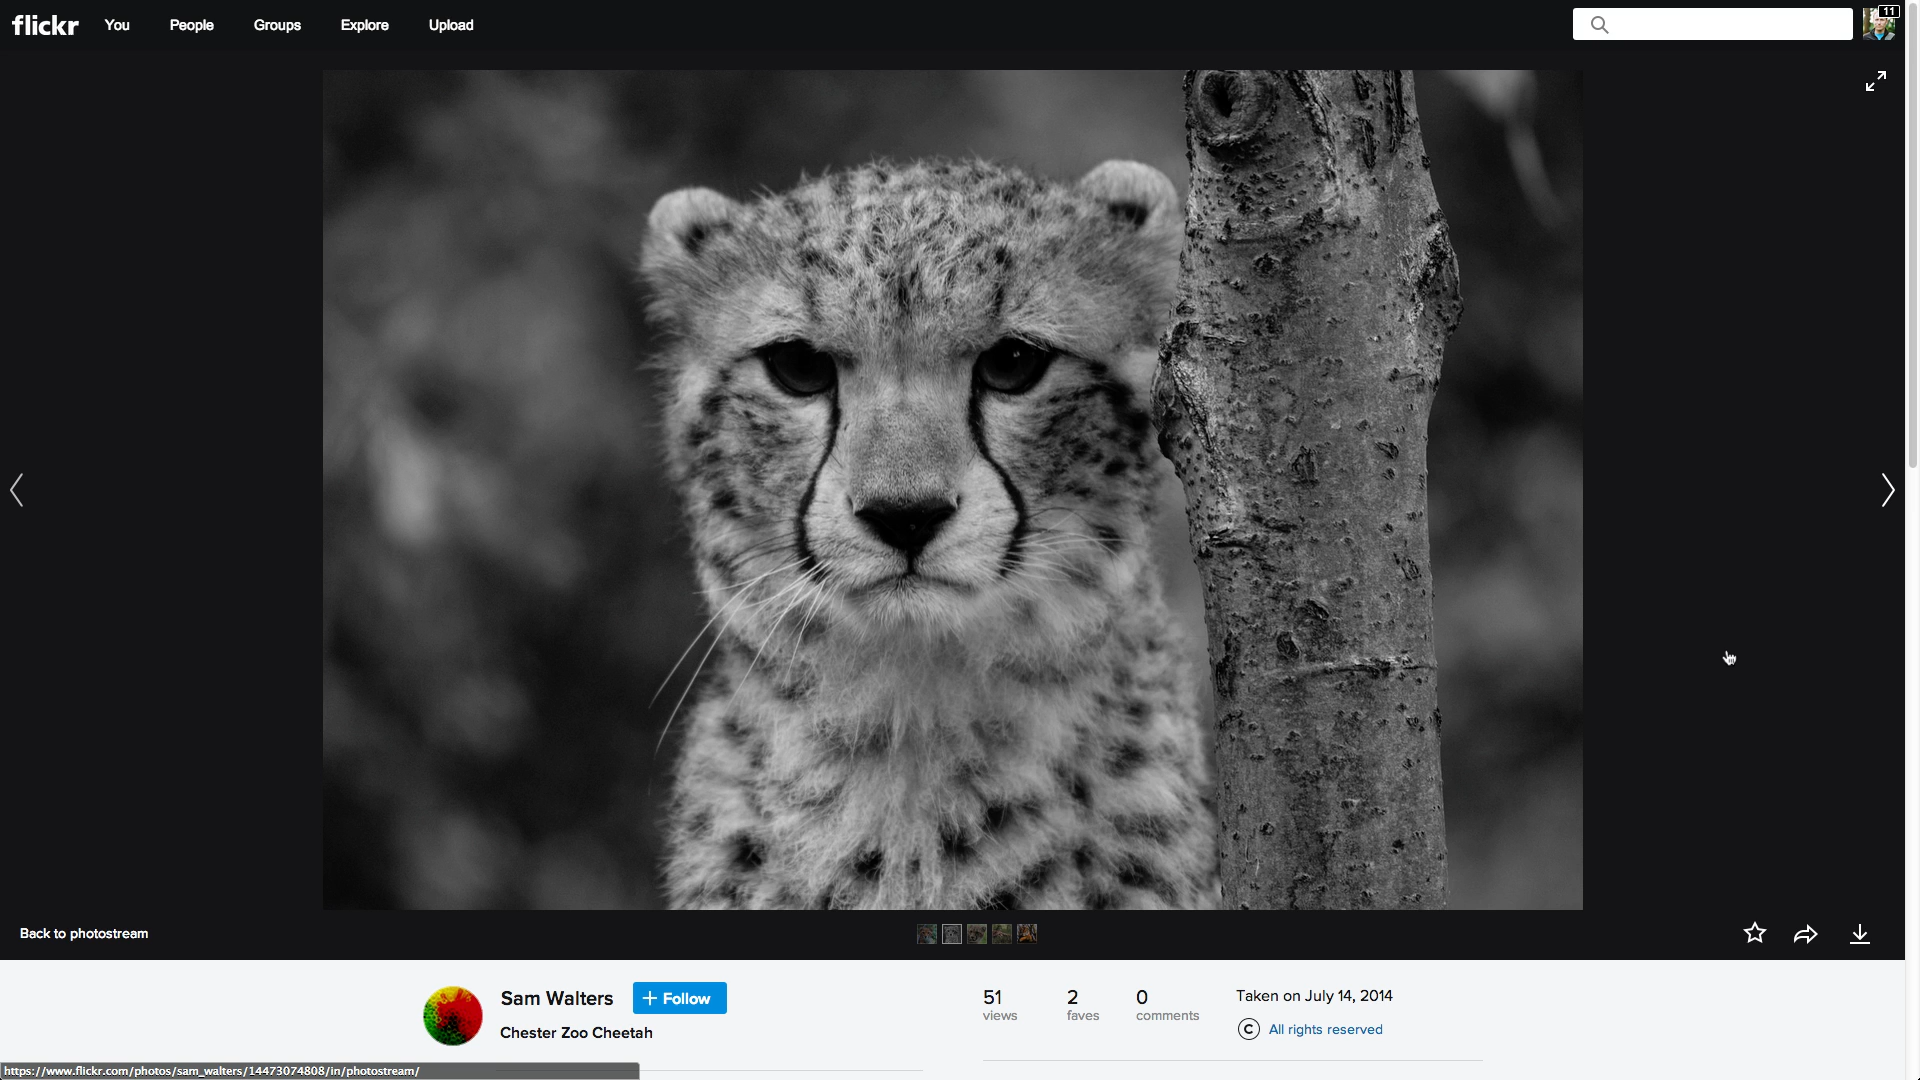 flickr You People Groups Explore Upload
11
Back to photostream
Sam Walters + Follow
Chester Zoo Cheetah
51 views
2 faves
0 comments
Taken on July 14, 2014
C All rights reserved
https://www.flickr.com/photos/sam_walters/14473074808/in/photostream/